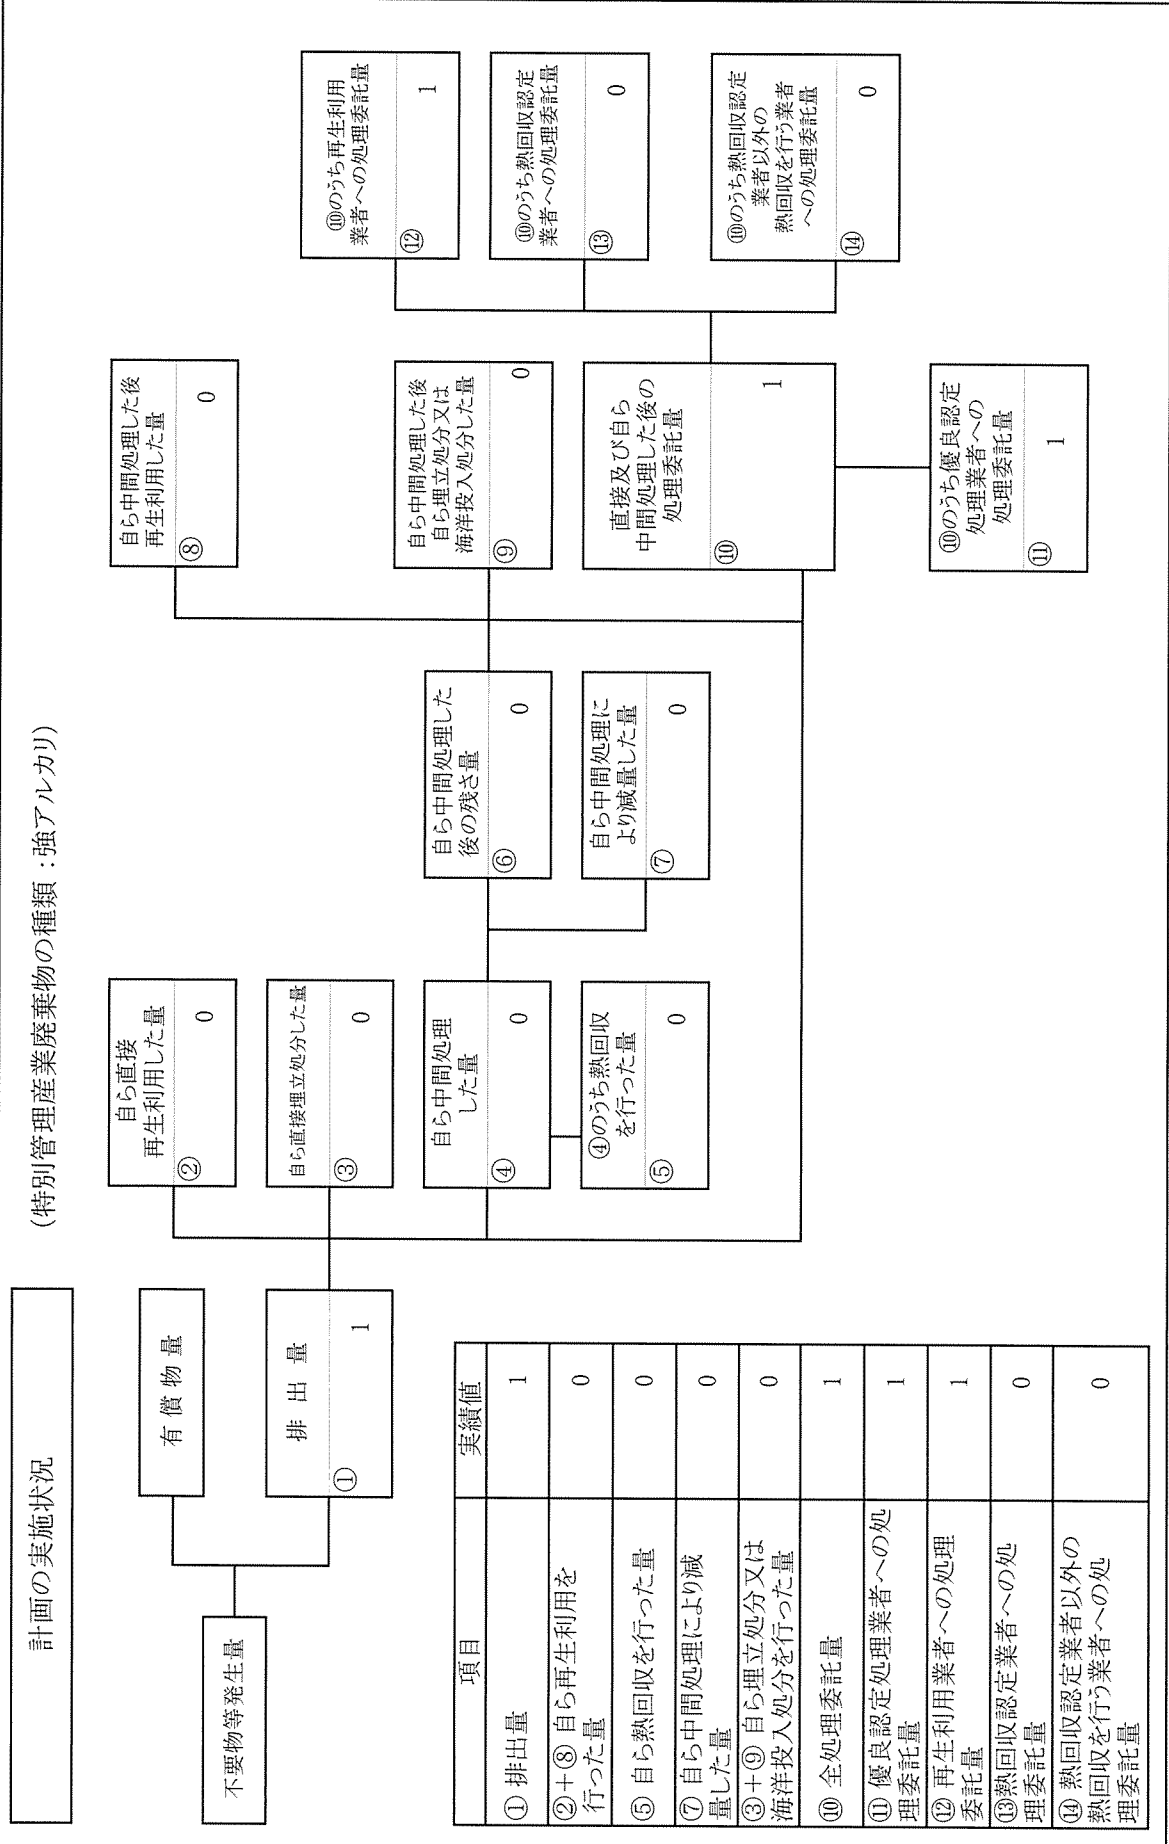 計画の実施状況
(特別管理産業廃棄物の種類 :強アルカリ)
不要物等発生量
有 償 物 量
排 出 量
①
1
自ら直接
再生利用した量
②
0
自ら直接埋立処分した量
③
0
自ら中間処理
した量
④
0
④のうち熱回収
を行った量
⑤
0
自ら中間処理した
後の残さ量
⑥
0
自ら中間処理に
より減量した量
⑦
0
自ら中間処理した後
再生利用した量
⑧
0
自ら中間処理した後
自ら埋立処分又は
海洋投入処分した量
⑨
0
直接及び自ら
中間処理した後の
処理委託量
⑩
1
⑩のうち優良認定
処理業者への
処理委託量
⑪
1
⑩のうち再生利用
業者への処理委託量
⑫
1
⑩のうち熱回収認定
業者への処理委託量
⑬
0
⑩のうち熱回収認定
業者以外の
熱回収を行う業者
への処理委託量
⑭
0
項目 実績値
① 排出量 1
②+⑧ 自ら再生利用を
行った量 0
⑤ 自ら熱回収を行った量 0
⑦ 自ら中間処理により減
量した量 0
③+⑨ 自ら埋立処分又は
海洋投入処分を行った量 0
⑩ 全処理委託量 1
⑪ 優良認定処理業者への処
理委託量 1
⑫ 再生利用業者への処理
委託量 1
⑬熱回収認定業者への処
理委託量 0
⑭ 熱回収認定業者以外の
熱回収を行う業者への処
理委託量 0